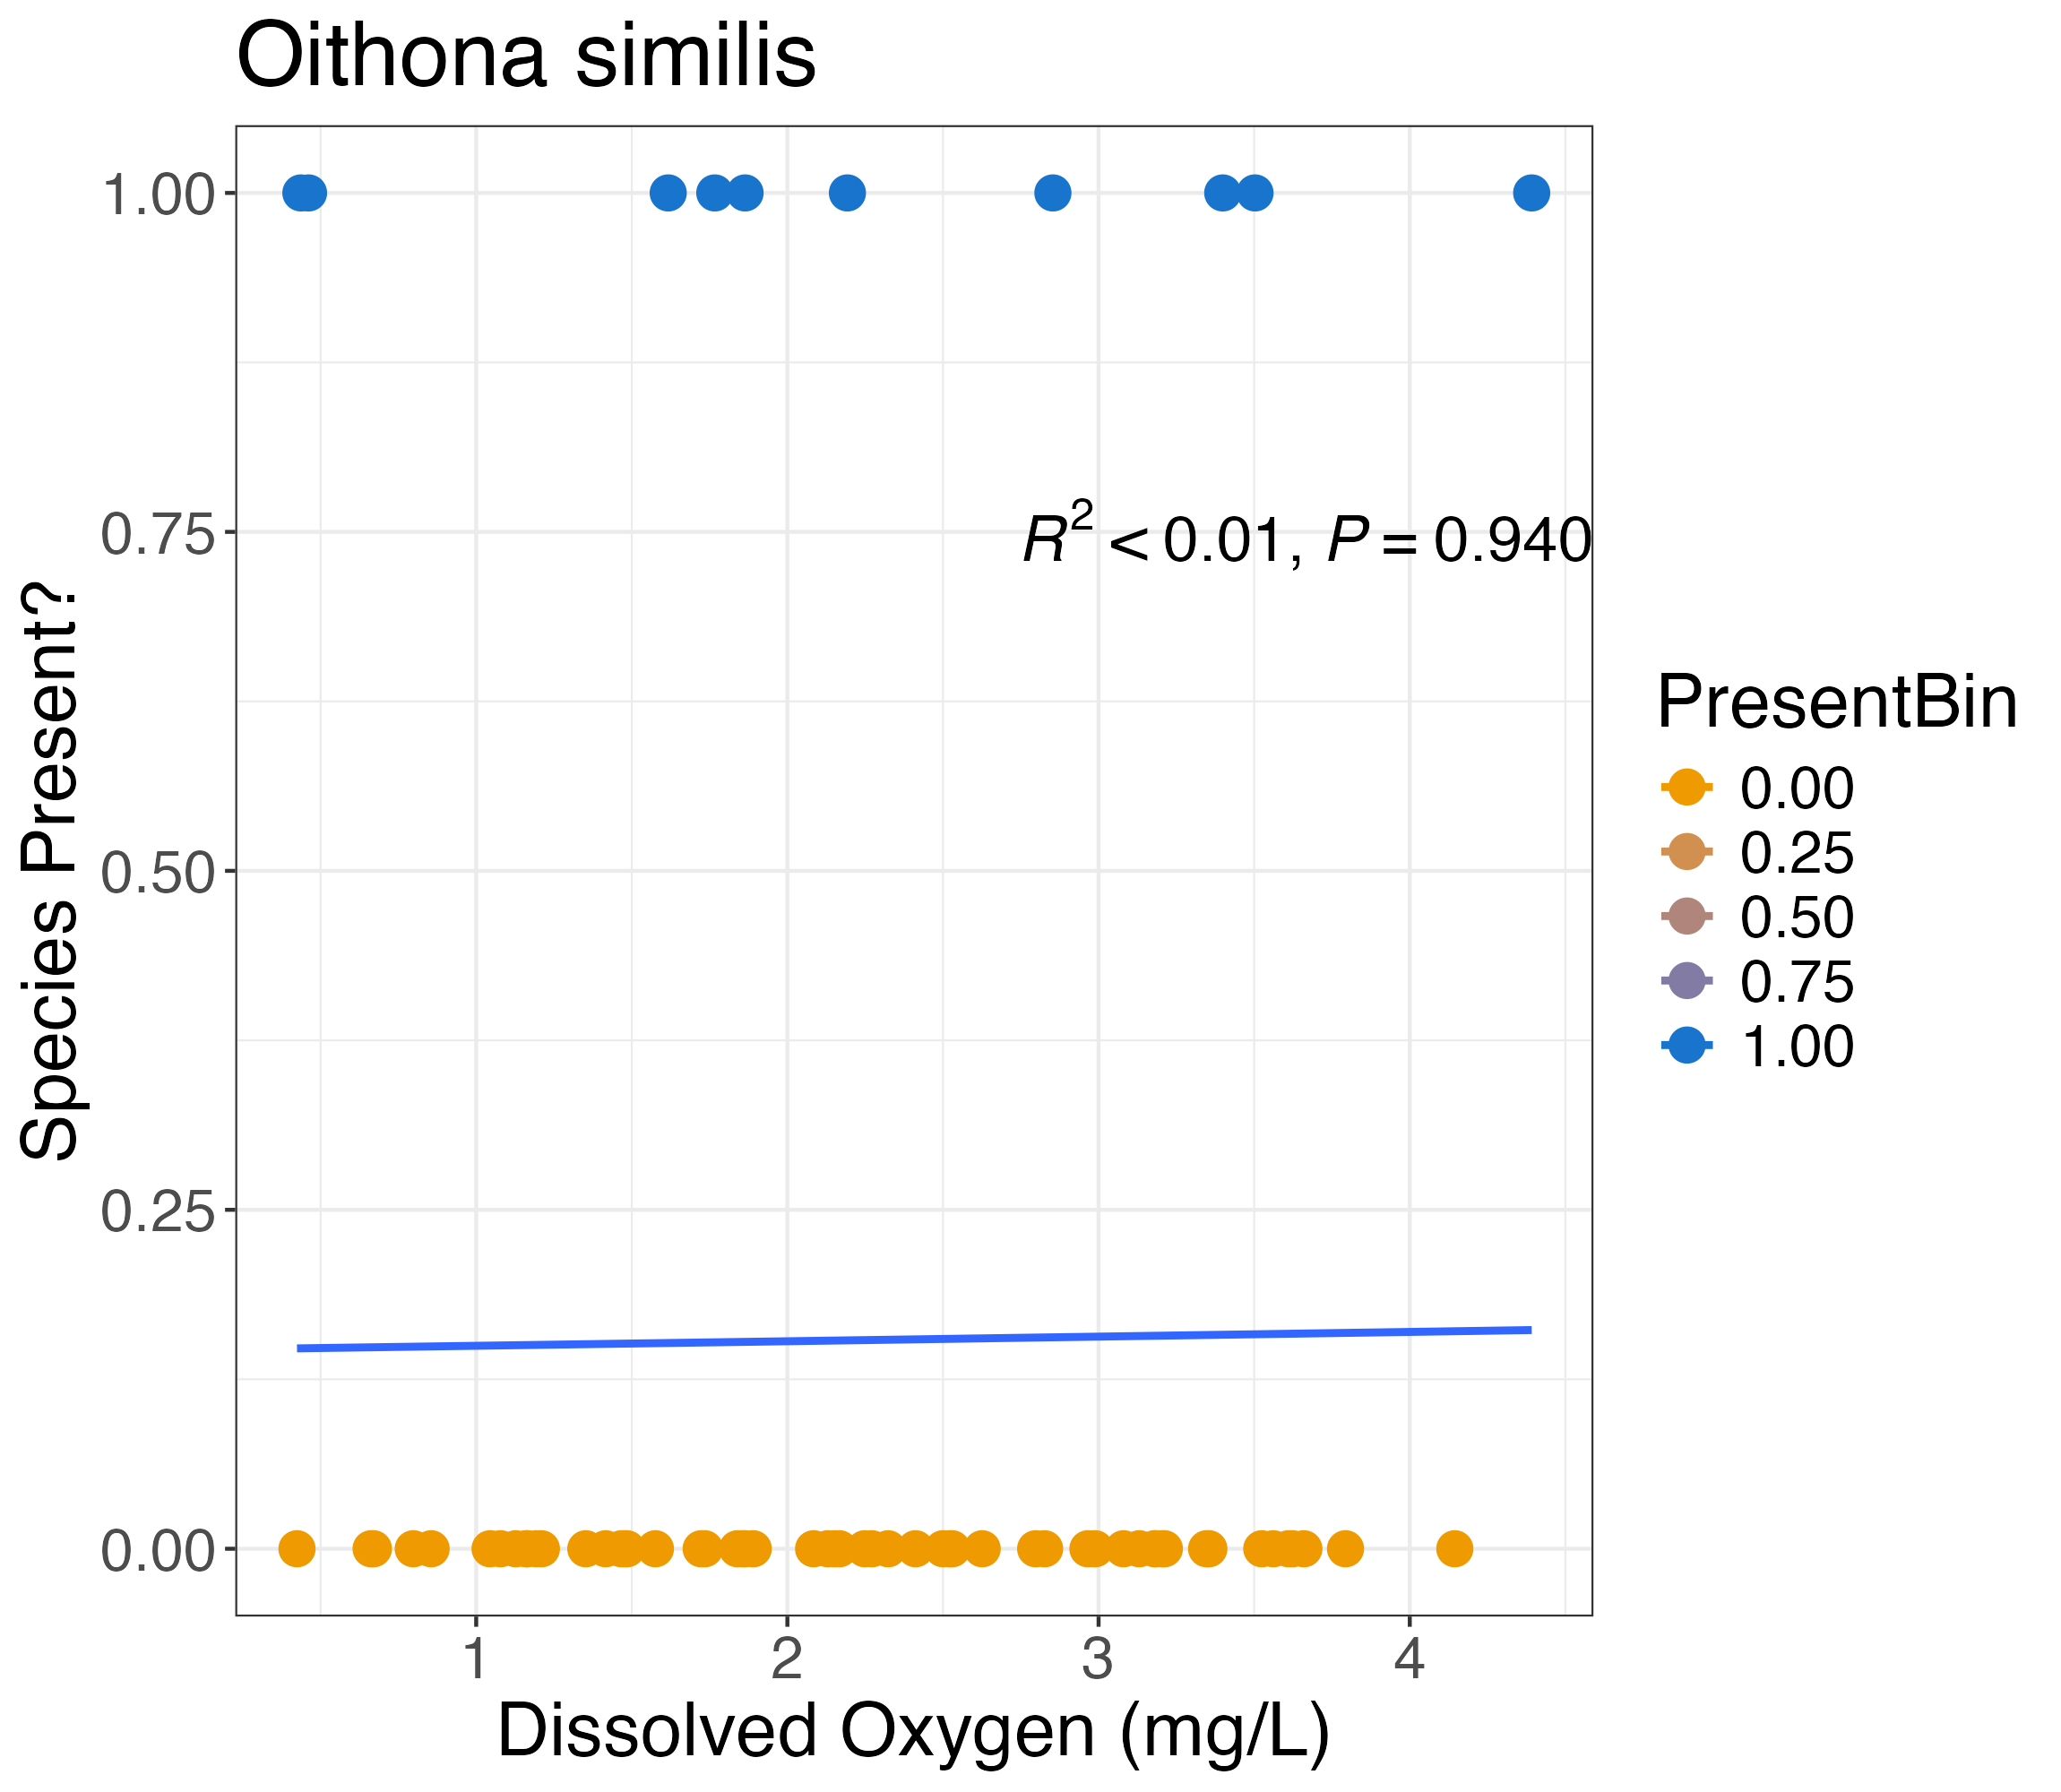 Oithona similis
1.00
0.75
0.50
0.25
0.00
Species Present?
R² < 0.01, P = 0.940
1 2 3 4
Dissolved Oxygen (mg/L)
PresentBin
0.00
0.25
0.50
0.75
1.00